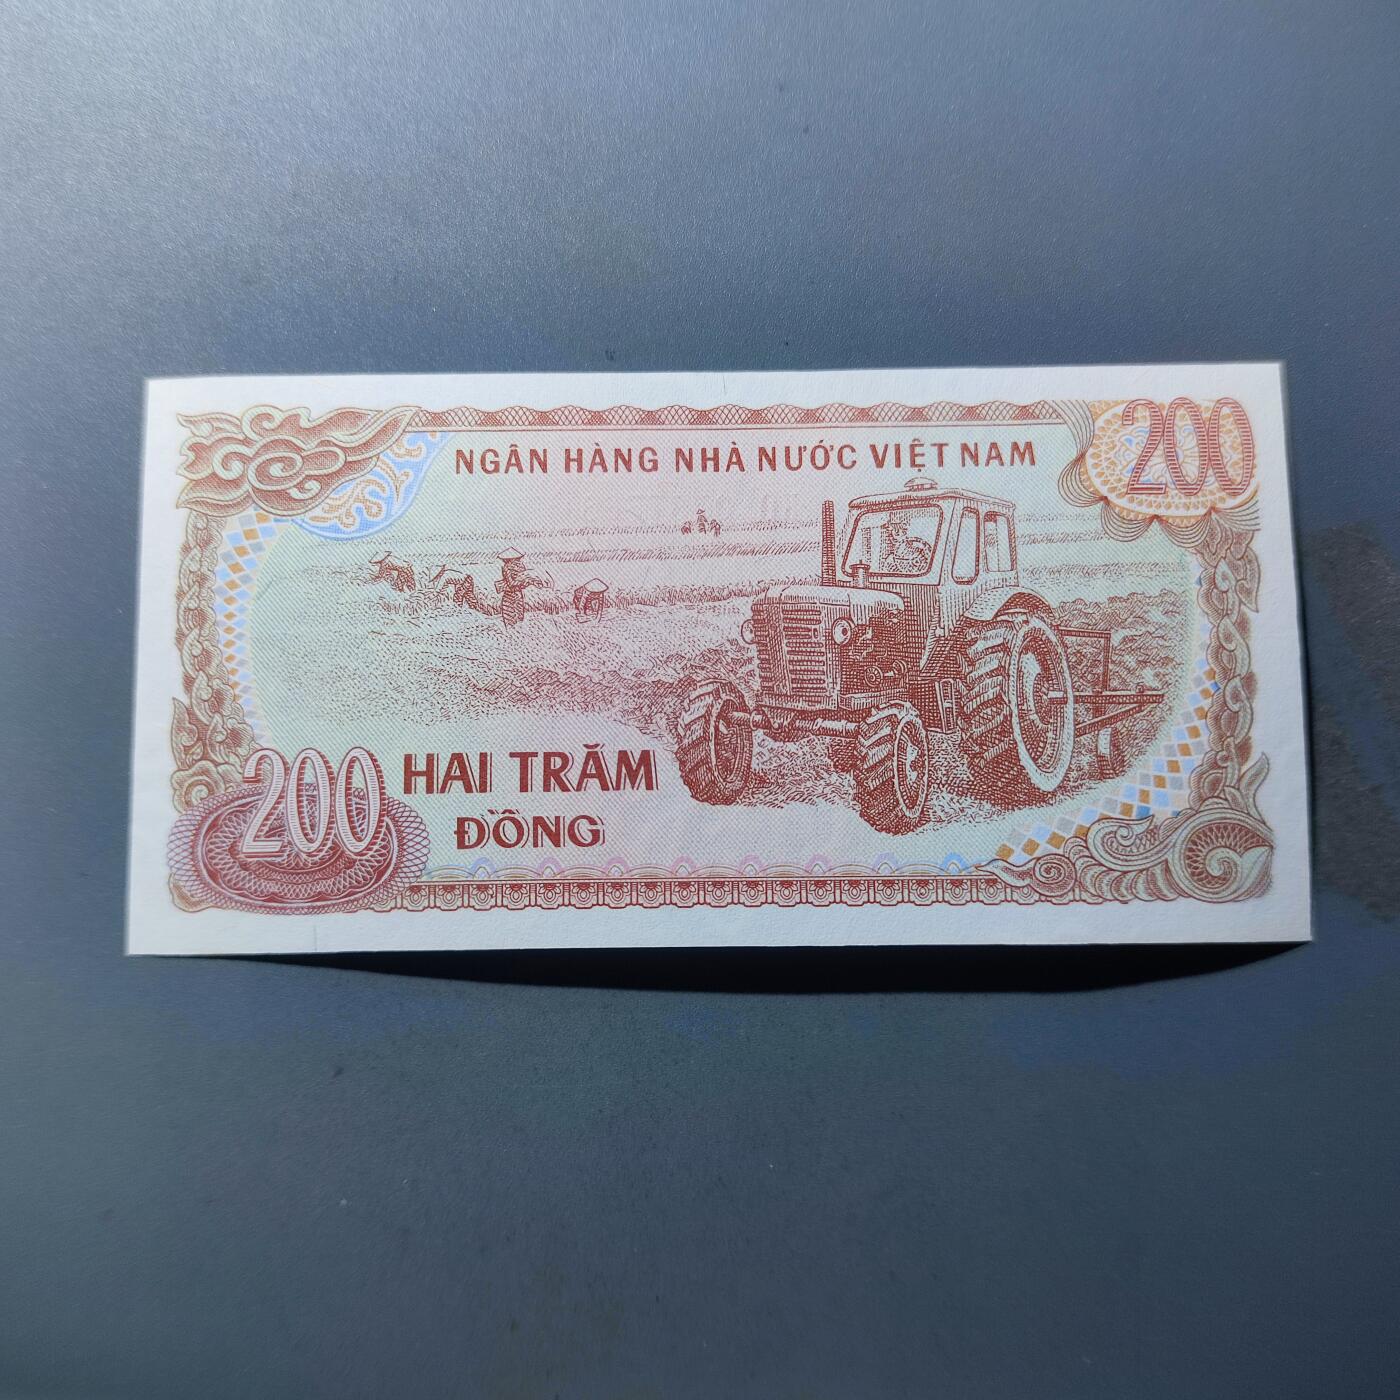 NGÂN HÀNG NHÀ NƯỚC VIỆT NAM
200
200
HAI TRĂM
ĐỒNG